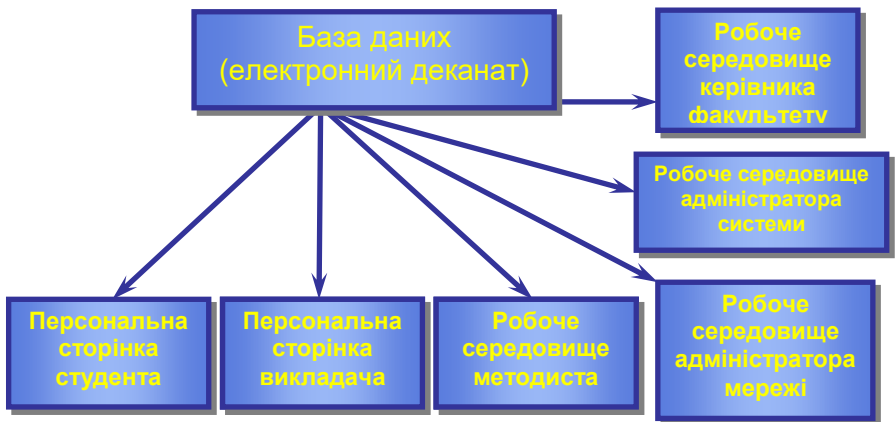 База даних
(електронний деканат)
Робоче
середовище
керівника
факультету
Робоче середовище
адміністратора
системи
Персональна
сторінка
студента
Персональна
сторінка
викладача
Робоче
середовище
методиста
Робоче
середовище
адміністратора
мережі